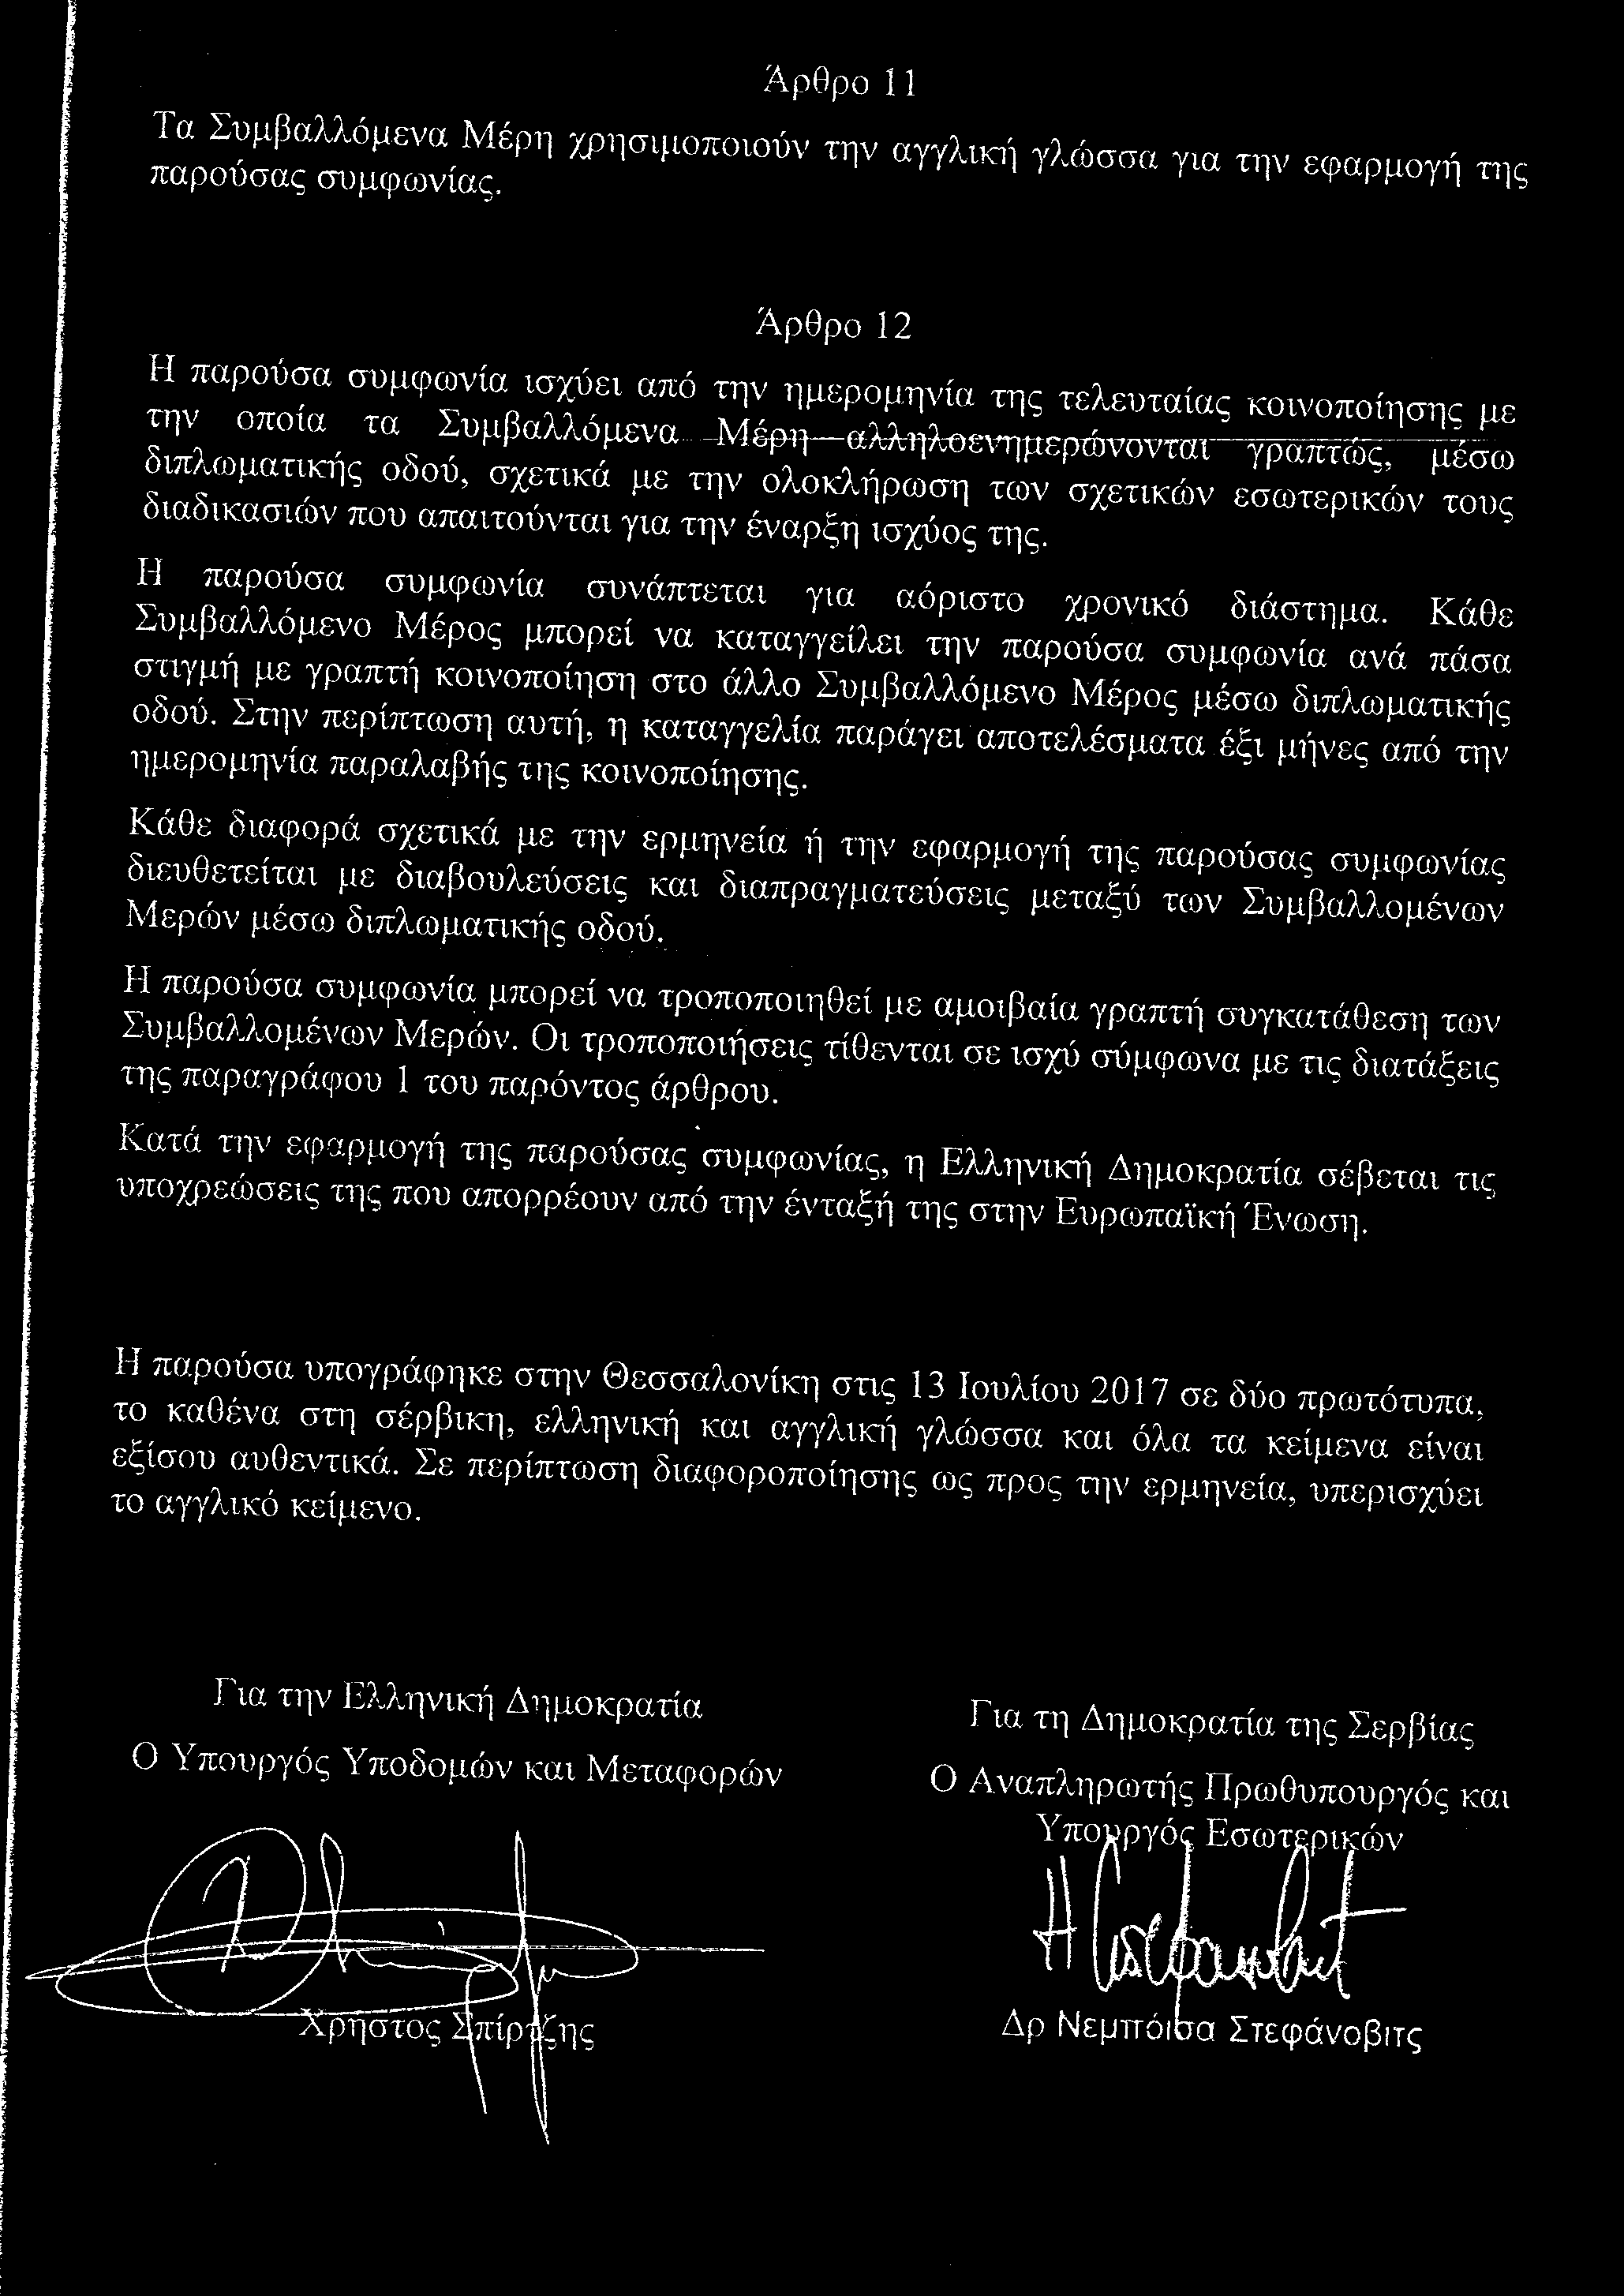 Άρθρο 11
Τα Συμβαλλόμενα Μέρη χρησιμοποιούν την αγγλική γλώσσα για την εφαρμογή της
παρούσας συμφωνίας.
Άρθρο 12
Η παρούσα συμφωνία ισχύει από την ημερομηνία της τελευταίας κοινοποίησης με
την οποία τα Συμβαλλόμενα Μέρη αλληλοενημερώνονται γραπτώς, μέσω
διπλωματικής οδού, σχετικά με την ολοκλήρωση των σχετικών εσωτερικών τους
διαδικασιών που απαιτούνται για την έναρξη ισχύος της.
Η παρούσα συμφωνία συνάπτεται για αόριστο χρονικό διάστημα. Κάθε
Συμβαλλόμενο Μέρος μπορεί να καταγγείλει την παρούσα συμφωνία ανά πάσα
στιγμή με γραπτή κοινοποίηση στο άλλο Συμβαλλόμενο Μέρος μέσω διπλωματικής
οδού. Στην περίπτωση αυτή, η καταγγελία παράγει αποτελέσματα έξι μήνες από την
ημερομηνία παραλαβής της κοινοποίησης.
Κάθε διαφορά σχετικά με την ερμηνεία ή την εφαρμογή της παρούσας συμφωνίας
διευθετείται με διαβουλεύσεις και διαπραγματεύσεις μεταξύ των Συμβαλλομένων
Μερών μέσω διπλωματικής οδού.
Η παρούσα συμφωνία μπορεί να τροποποιηθεί με αμοιβαία γραπτή συγκατάθεση των
Συμβαλλομένων Μερών. Οι τροποποιήσεις τίθενται σε ισχύ σύμφωνα με τις διατάξεις
της παραγράφου 1 του παρόντος άρθρου.
Κατά την εφαρμογή της παρούσας συμφωνίας, η Ελληνική Δημοκρατία σέβεται τις
υποχρεώσεις της που απορρέουν από την ένταξή της στην Ευρωπαϊκή Ένωση.
Η παρούσα υπογράφηκε στην Θεσσαλονίκη στις 13 Ιουλίου 2017 σε δύο πρωτότυπα,
το καθένα στη σέρβικη, ελληνική και αγγλική γλώσσα και όλα τα κείμενα είναι
εξίσου αυθεντικά. Σε περίπτωση διαφοροποίησης ως προς την ερμηνεία, υπερισχύει
το αγγλικό κείμενο.
Για την Ελληνική Δημοκρατία
Ο Υπουργός Υποδομών και Μεταφορών
Χρήστος Σπίρτζης
Για τη Δημοκρατία της Σερβίας
Ο Αναπληρωτής Πρωθυπουργός και
Υπουργός Εσωτερικών
Δρ Νεμπόισα Στεφάνοβιτς